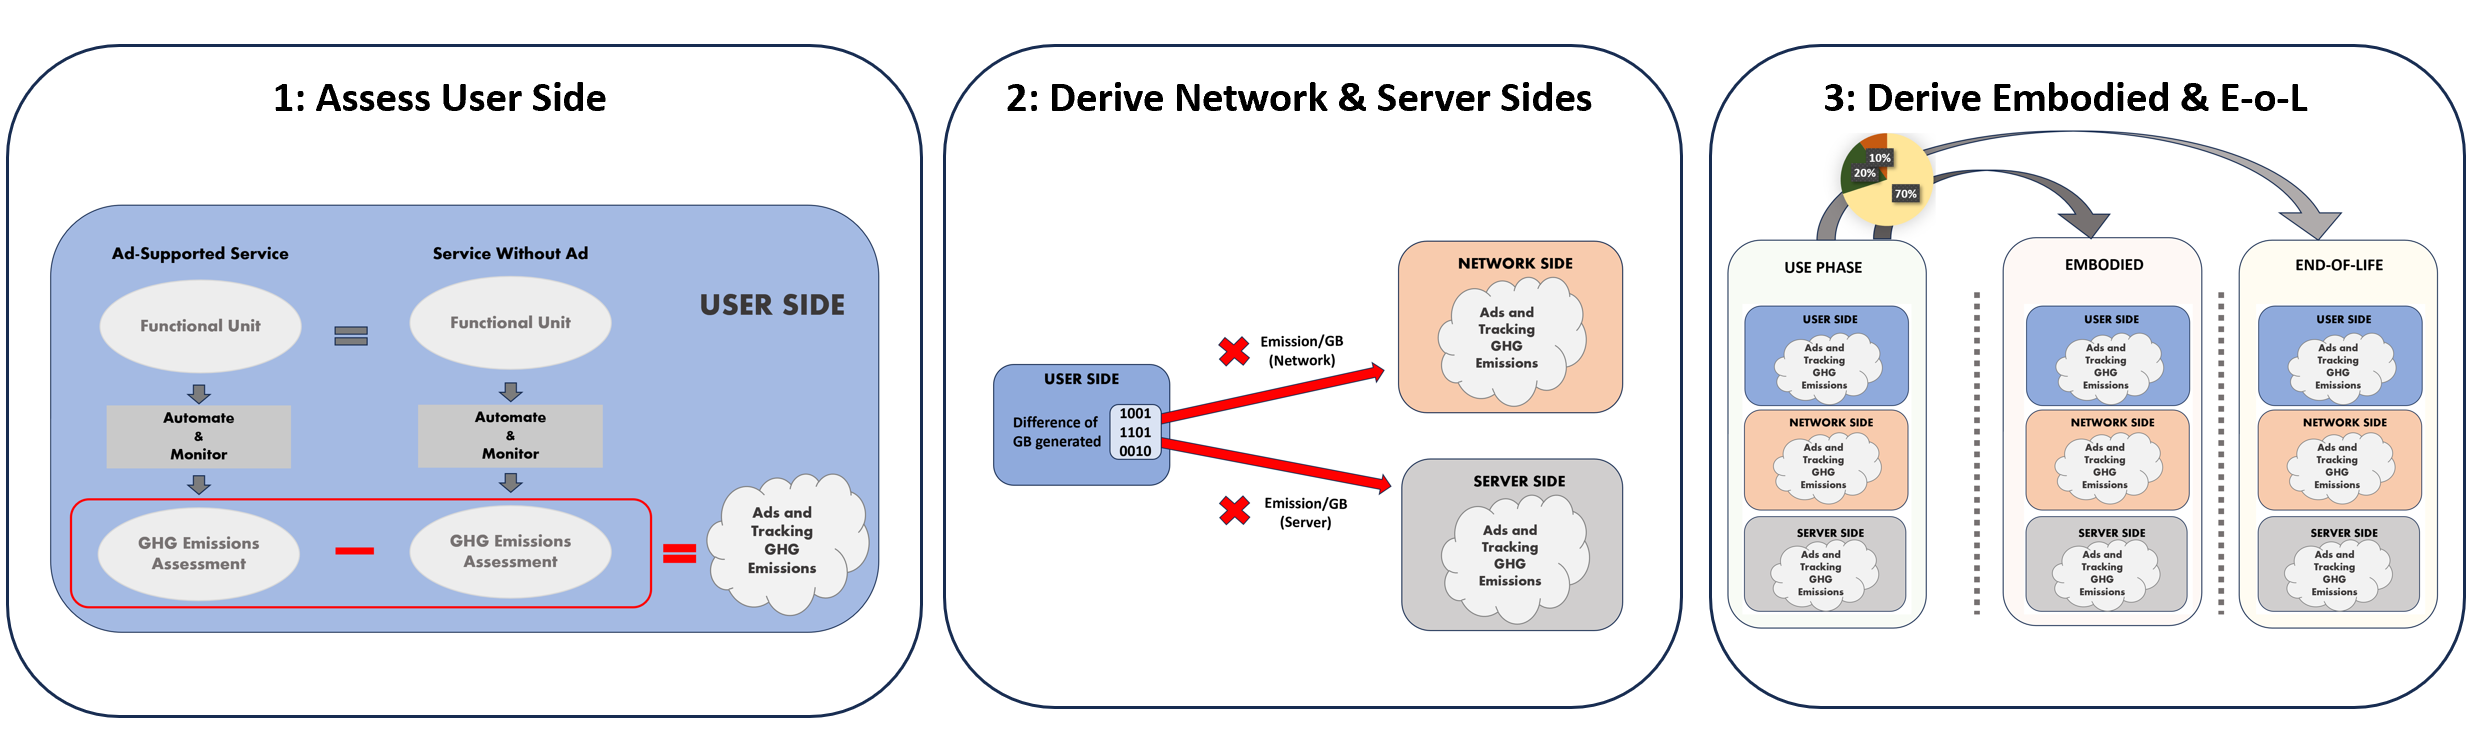 1: Assess User Side
Ad-Supported Service
Service Without Ad
USER SIDE
Functional Unit
Functional Unit
Automate
&
Monitor
Automate
&
Monitor
GHG Emissions
Assessment
GHG Emissions
Assessment
Ads and
Tracking
GHG
Emissions
2: Derive Network & Server Sides
USER SIDE
Difference of
GB generated
1001
1101
0010
Emission/GB
(Network)
Emission/GB
(Server)
NETWORK SIDE
Ads and
Tracking
GHG
Emissions
SERVER SIDE
Ads and
Tracking
GHG
Emissions
3: Derive Embodied & E-o-L
10%
20%
70%
USE PHASE
USER SIDE
Ads and
Tracking
GHG
Emissions
NETWORK SIDE
Ads and
Tracking
GHG
Emissions
SERVER SIDE
Ads and
Tracking
GHG
Emissions
EMBODIED
USER SIDE
Ads and
Tracking
GHG
Emissions
NETWORK SIDE
Ads and
Tracking
GHG
Emissions
SERVER SIDE
Ads and
Tracking
GHG
Emissions
END-OF-LIFE
USER SIDE
Ads and
Tracking
GHG
Emissions
NETWORK SIDE
Ads and
Tracking
GHG
Emissions
SERVER SIDE
Ads and
Tracking
GHG
Emissions